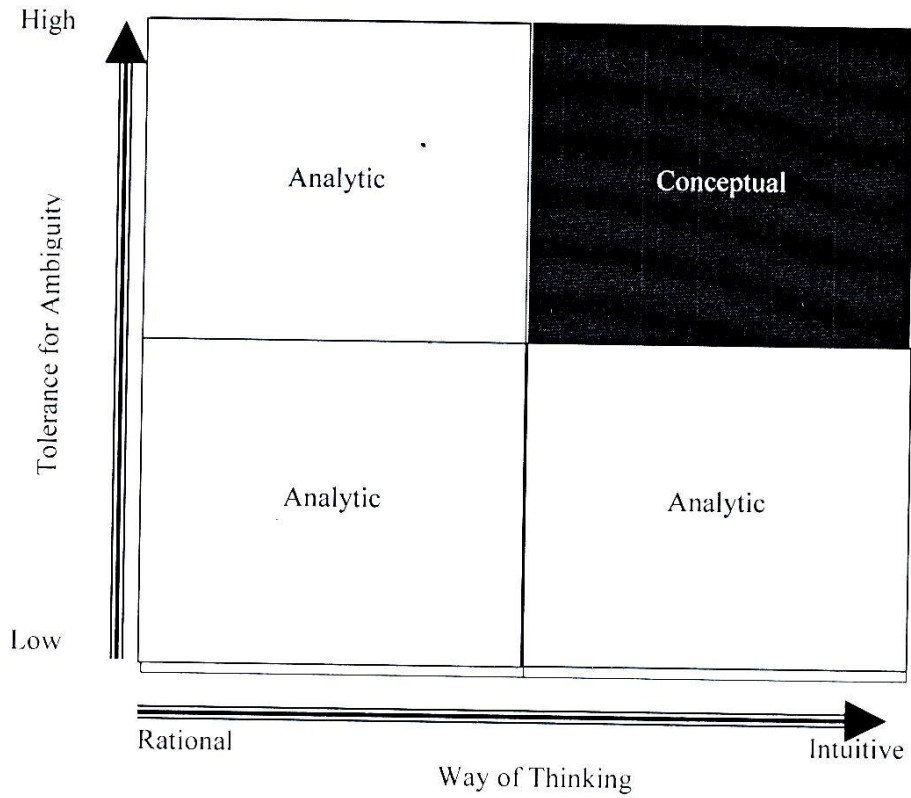 High
Analytic
Conceptual
Tolerance for Ambiguity
Analytic
Analytic
Low
Rational
Intuitive
Way of Thinking